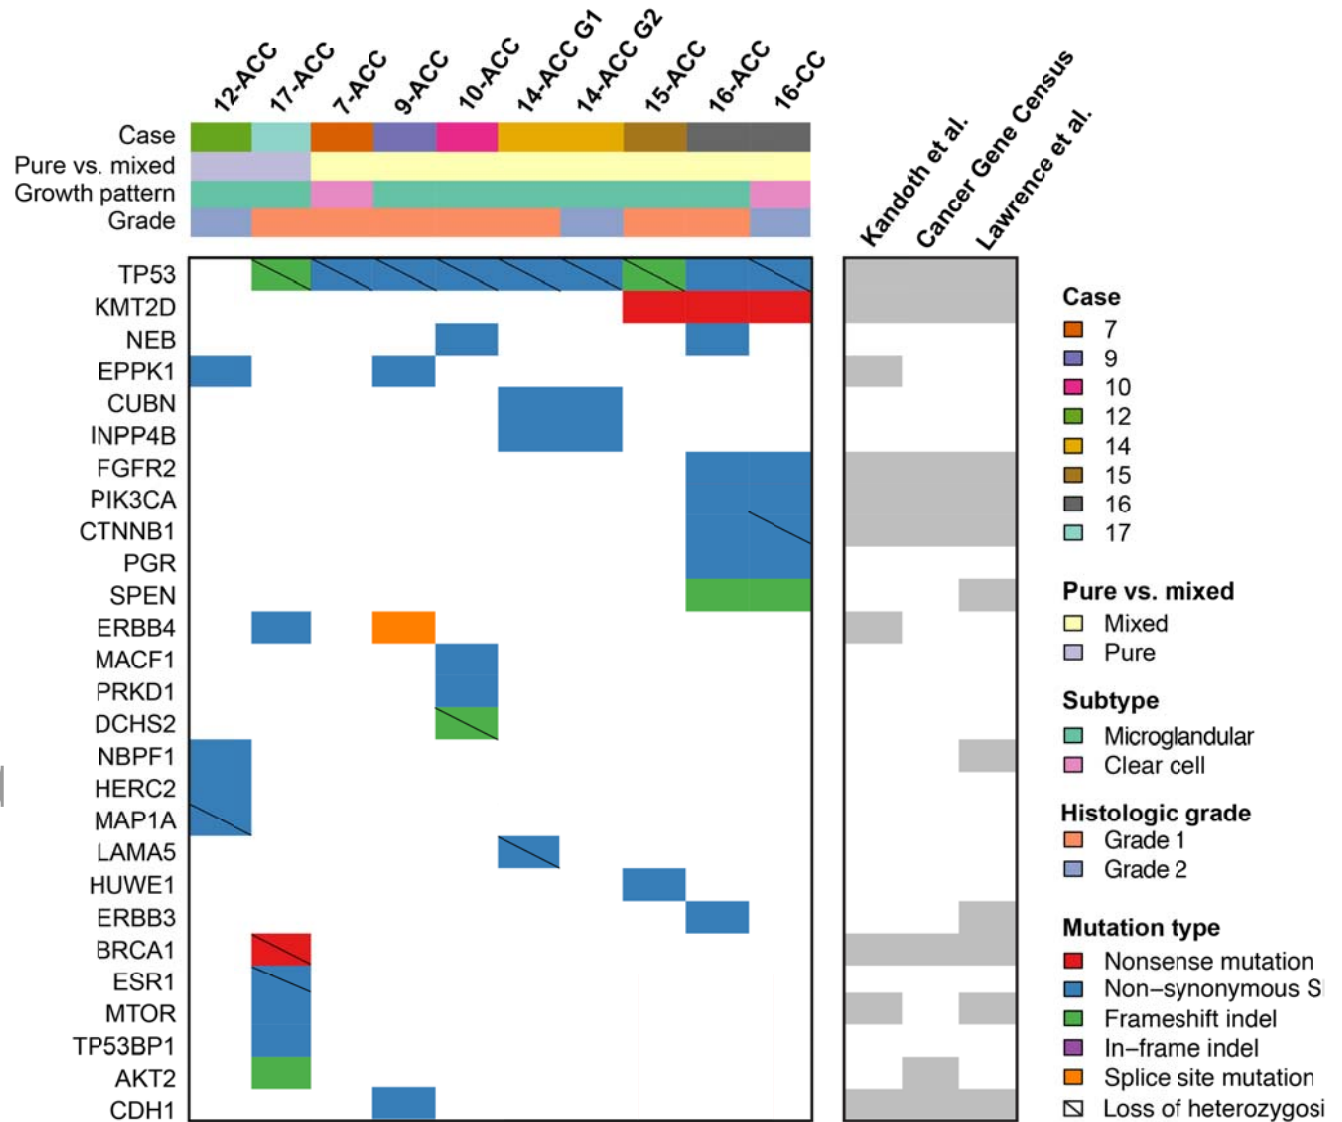 12-ACC
17-ACC
7-ACC
9-ACC
10-ACC
14-ACC G1
14-ACC G2
15-ACC
16-ACC
16-CC
Kandoth et al.
Cancer Gene Census
Lawrence et al.
Case
Pure vs. mixed
Growth pattern
Grade
TP53
KMT2D
NEB
EPPK1
CUBN
INPP4B
FGFR2
PIK3CA
CTNNB1
PGR
SPEN
ERBB4
MACF1
PRKD1
DCHS2
NBPF1
HERC2
MAP1A
LAMA5
HUWE1
ERBB3
BRCA1
ESR1
MTOR
TP53BP1
AKT2
CDH1
Case
7
9
10
12
14
15
16
17
Pure vs. mixed
Mixed
Pure
Subtype
Microglandular
Clear cell
Histologic grade
Grade 1
Grade 2
Mutation type
Nonsense mutation
Non−synonymous S
Frameshift indel
In−frame indel
Splice site mutation
Loss of heterozygosi